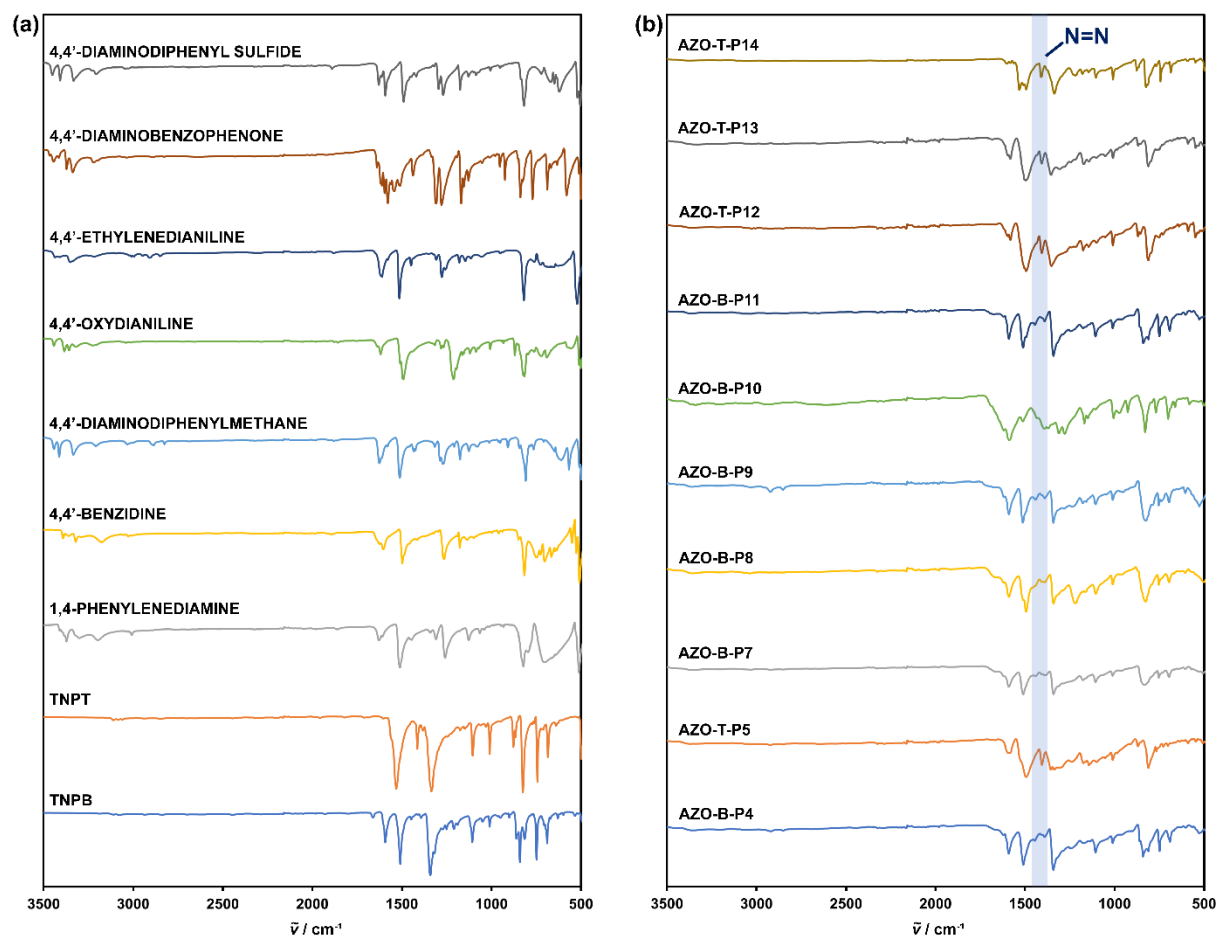 (a)
4,4'-DIAMINODIPHENYL SULFIDE
4,4'-DIAMINOBENZOPHENONE
4,4'-ETHYLENEDIANILINE
4,4'-OXYDIANILINE
4,4'-DIAMINODIPHENYLMETHANE
4,4'-BENZIDINE
1,4-PHENYLENEDIAMINE
TNPT
TNPB
3500 3000 2500 2000 1500 1000 500
ṽ / cm⁻¹
(b)
N=N
AZO-T-P14
AZO-T-P13
AZO-T-P12
AZO-B-P11
AZO-B-P10
AZO-B-P9
AZO-B-P8
AZO-B-P7
AZO-T-P5
AZO-B-P4
3500 3000 2500 2000 1500 1000 500
ṽ / cm⁻¹